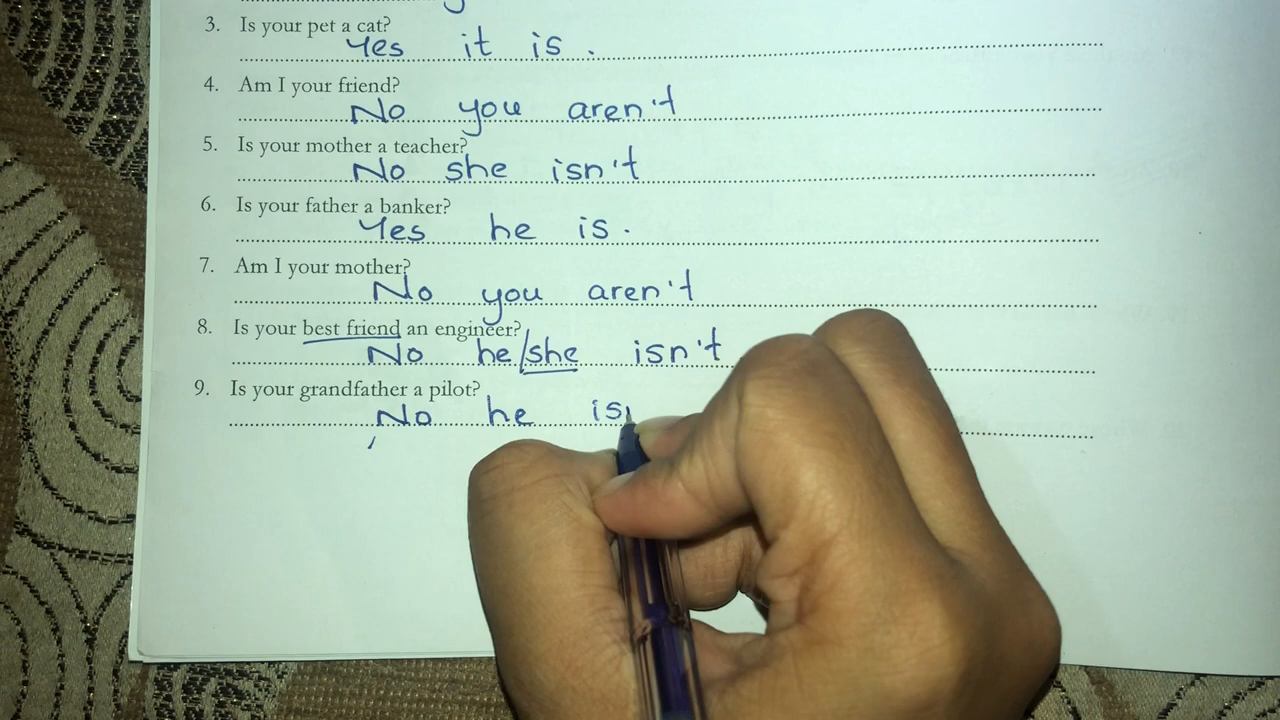 3. Is your pet a cat?
Yes it is.
4. Am I your friend?
No you aren't
5. Is your mother a teacher?
No she isn't
6. Is your father a banker?
Yes he is.
7. Am I your mother?
No you aren't
8. Is your best friend an engineer?
No he/she isn't
9. Is your grandfather a pilot?
No he is